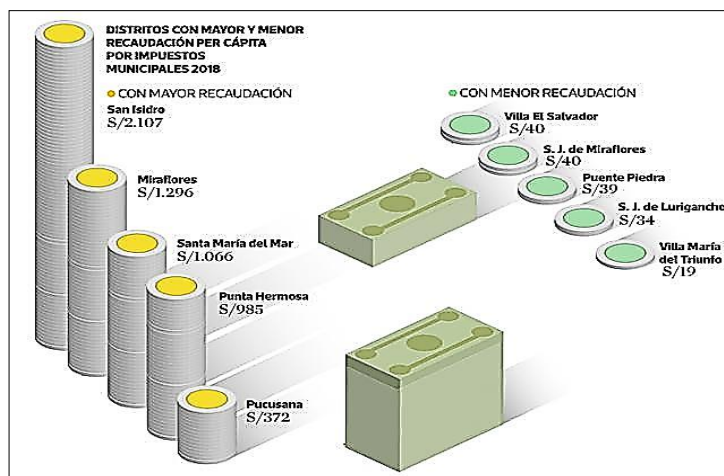 DISTRITOS CON MAYOR Y MENOR
RECAUDACIÓN PER CÁPITA
POR IMPUESTOS
MUNICIPALES 2018
CON MAYOR RECAUDACIÓN
San Isidro
S/2.107
Miraflores
S/1.296
Santa María del Mar
S/1.066
Punta Hermosa
S/985
Pucusana
S/372
CON MENOR RECAUDACIÓN
Villa El Salvador
S/40
S. J. de Miraflores
S/40
Puente Piedra
S/39
S. J. de Lurigancho
S/34
Villa María
del Triunfo
S/19